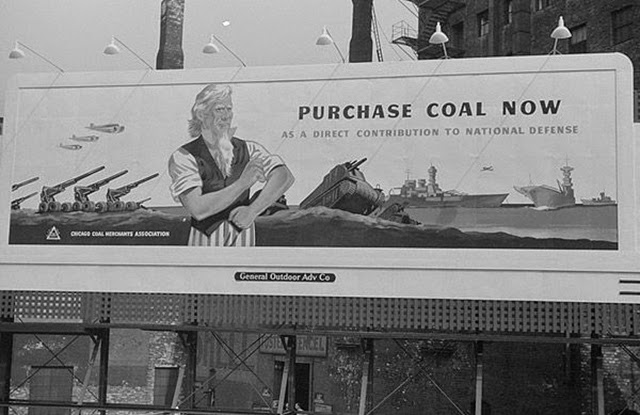 PURCHASE COAL NOW
AS A DIRECT CONTRIBUTION TO NATIONAL DEFENSE
CHICAGO COAL MERCHANTS ASSOCIATION
General Outdoor Adv Co